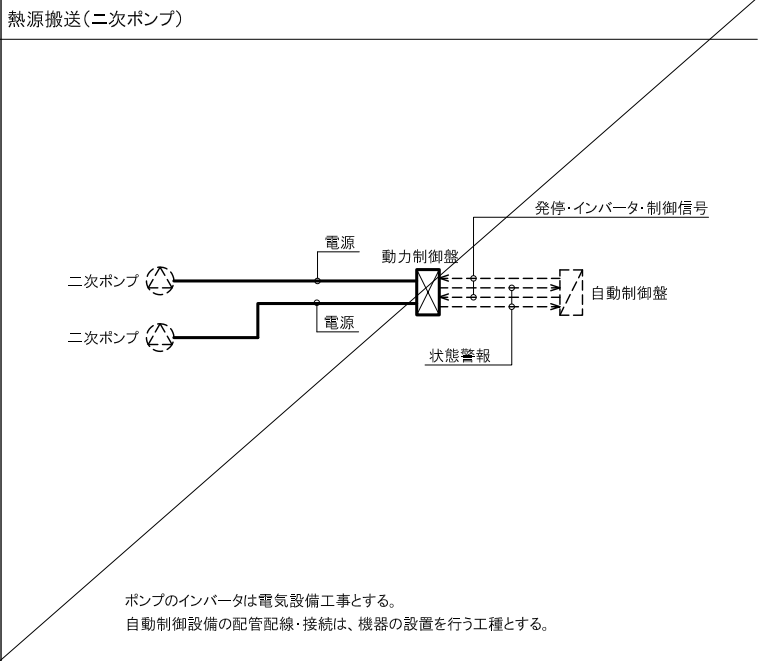 熱源搬送(二次ポンプ)
発停・インバータ・制御信号
電源
動力制御盤
二次ポンプ
自動制御盤
電源
二次ポンプ
状態警報
ポンプのインバータは電気設備工事とする。
自動制御設備の配管配線・接続は、機器の設置を行う工種とする。